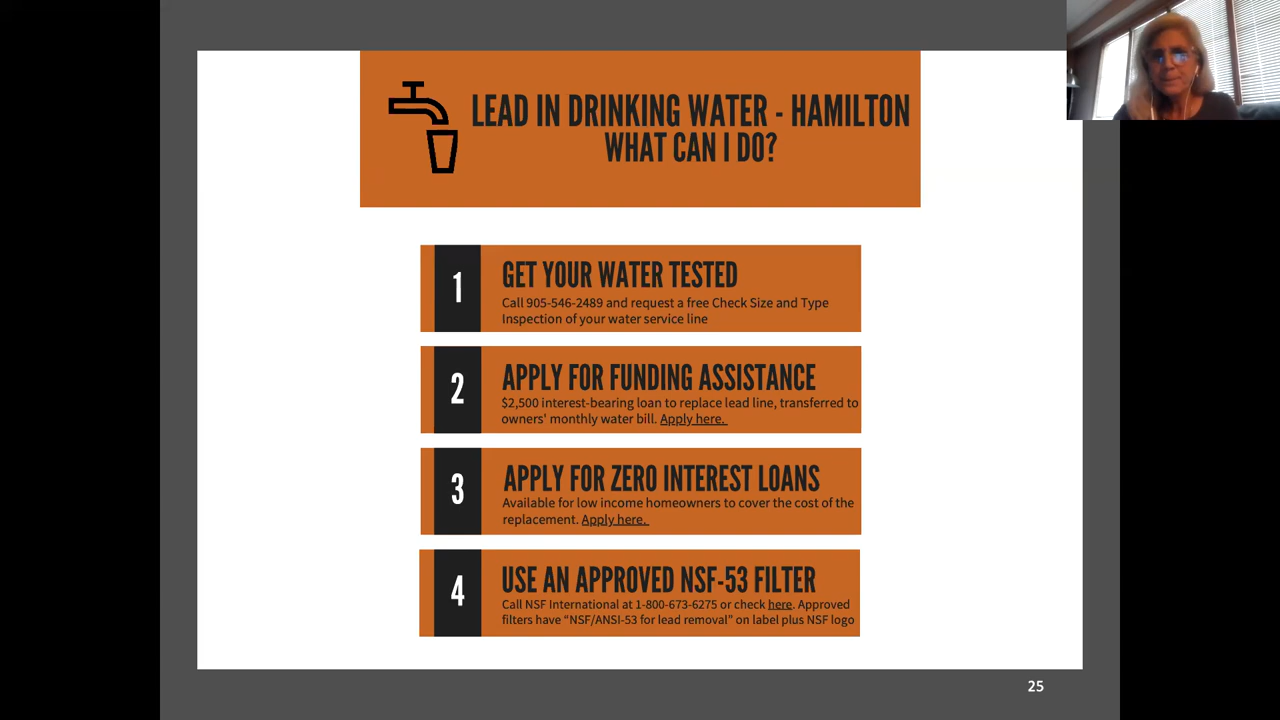 LEAD IN DRINKING WATER - HAMILTON
WHAT CAN I DO?
1
GET YOUR WATER TESTED
Call 905-546-2489 and request a free Check Size and Type
Inspection of your water service line
2
APPLY FOR FUNDING ASSISTANCE
$2,500 interest-bearing loan to replace lead line, transferred to
owners' monthly water bill. Apply here.
3
APPLY FOR ZERO INTEREST LOANS
Available for low income homeowners to cover the cost of the
replacement. Apply here.
4
USE AN APPROVED NSF-53 FILTER
Call NSF International at 1-800-673-6275 or check here. Approved
filters have “NSF/ANSI-53 for lead removal” on label plus NSF logo
25